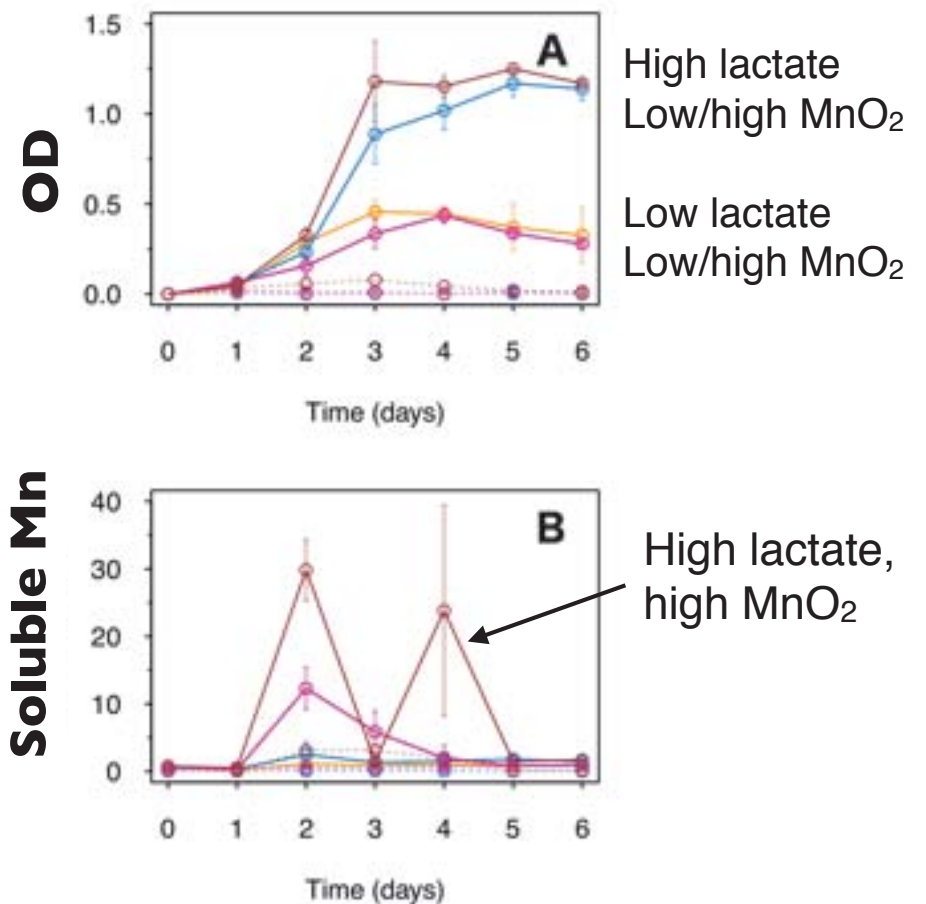 A
OD
1.5
1.0
0.5
0.0
0 1 2 3 4 5 6
Time (days)
High lactate
Low/high MnO₂
Low lactate
Low/high MnO₂
B
Soluble Mn
40
30
20
10
0
0 1 2 3 4 5 6
Time (days)
High lactate,
high MnO₂